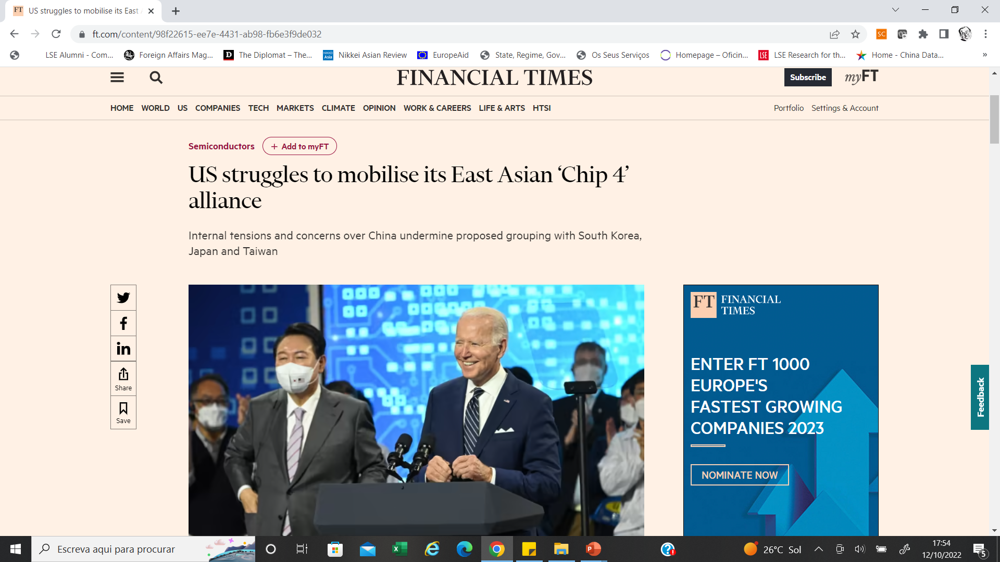 FT US struggles to mobilise its East A
ft.com/content/98f22615-ee7e-4431-ab98-fb6e3f9de032
SC
LSE Alumni - Com... Foreign Affairs Mag... D The Diplomat – The... NIKKEI Asia Nikkei Asian Review EuropeAid State, Regime, Gov... Os Seus Serviços Homepage – Oficin... LSE LSE Research for th... Home - China Data... »
FINANCIAL TIMES
Subscribe myFT
HOME WORLD US COMPANIES TECH MARKETS CLIMATE OPINION WORK & CAREERS LIFE & ARTS HTSI
Portfolio Settings & Account
Semiconductors + Add to myFT
US struggles to mobilise its East Asian ‘Chip 4’
alliance
Internal tensions and concerns over China undermine proposed grouping with South Korea,
Japan and Taiwan
Share
Save
FT FINANCIAL
TIMES
ENTER FT 1000
EUROPE'S
FASTEST GROWING
COMPANIES 2023
NOMINATE NOW
Feedback
Escreva aqui para procurar
26°C Sol
17:54
12/10/2022
5